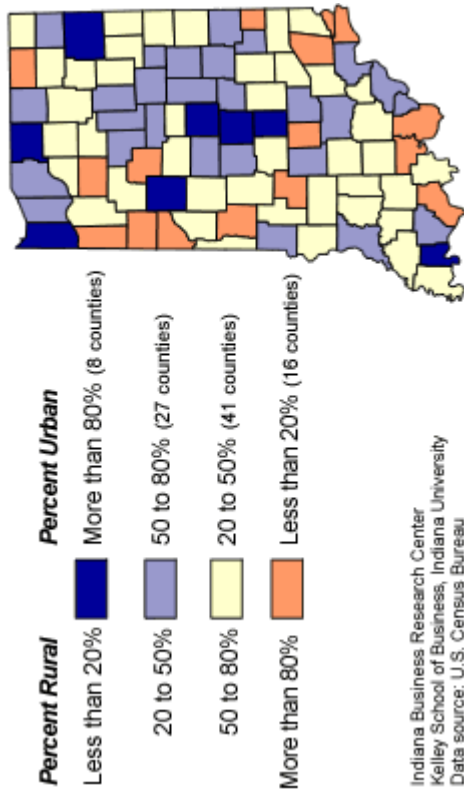 Percent Rural Percent Urban
Less than 20% More than 80% (8 counties)
20 to 50% 50 to 80% (27 counties)
50 to 80% 20 to 50% (41 counties)
More than 80% Less than 20% (16 counties)
Indiana Business Research Center
Kelley School of Business, Indiana University
Data source: U.S. Census Bureau